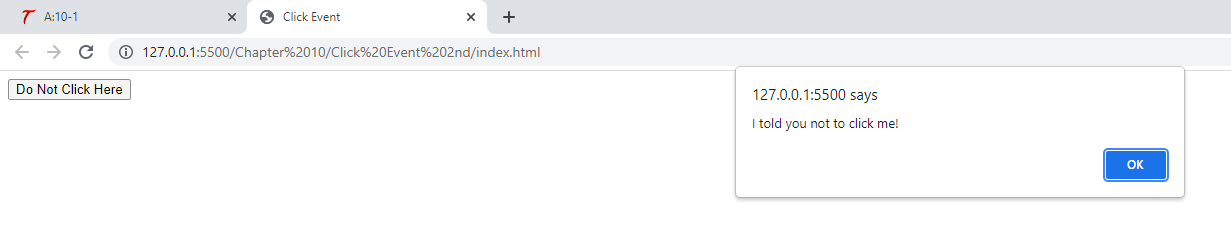 A:10-1
Click Event
127.0.0.1:5500/Chapter%2010/Click%20Event%202nd/index.html
Do Not Click Here
127.0.0.1:5500 says
I told you not to click me!
OK